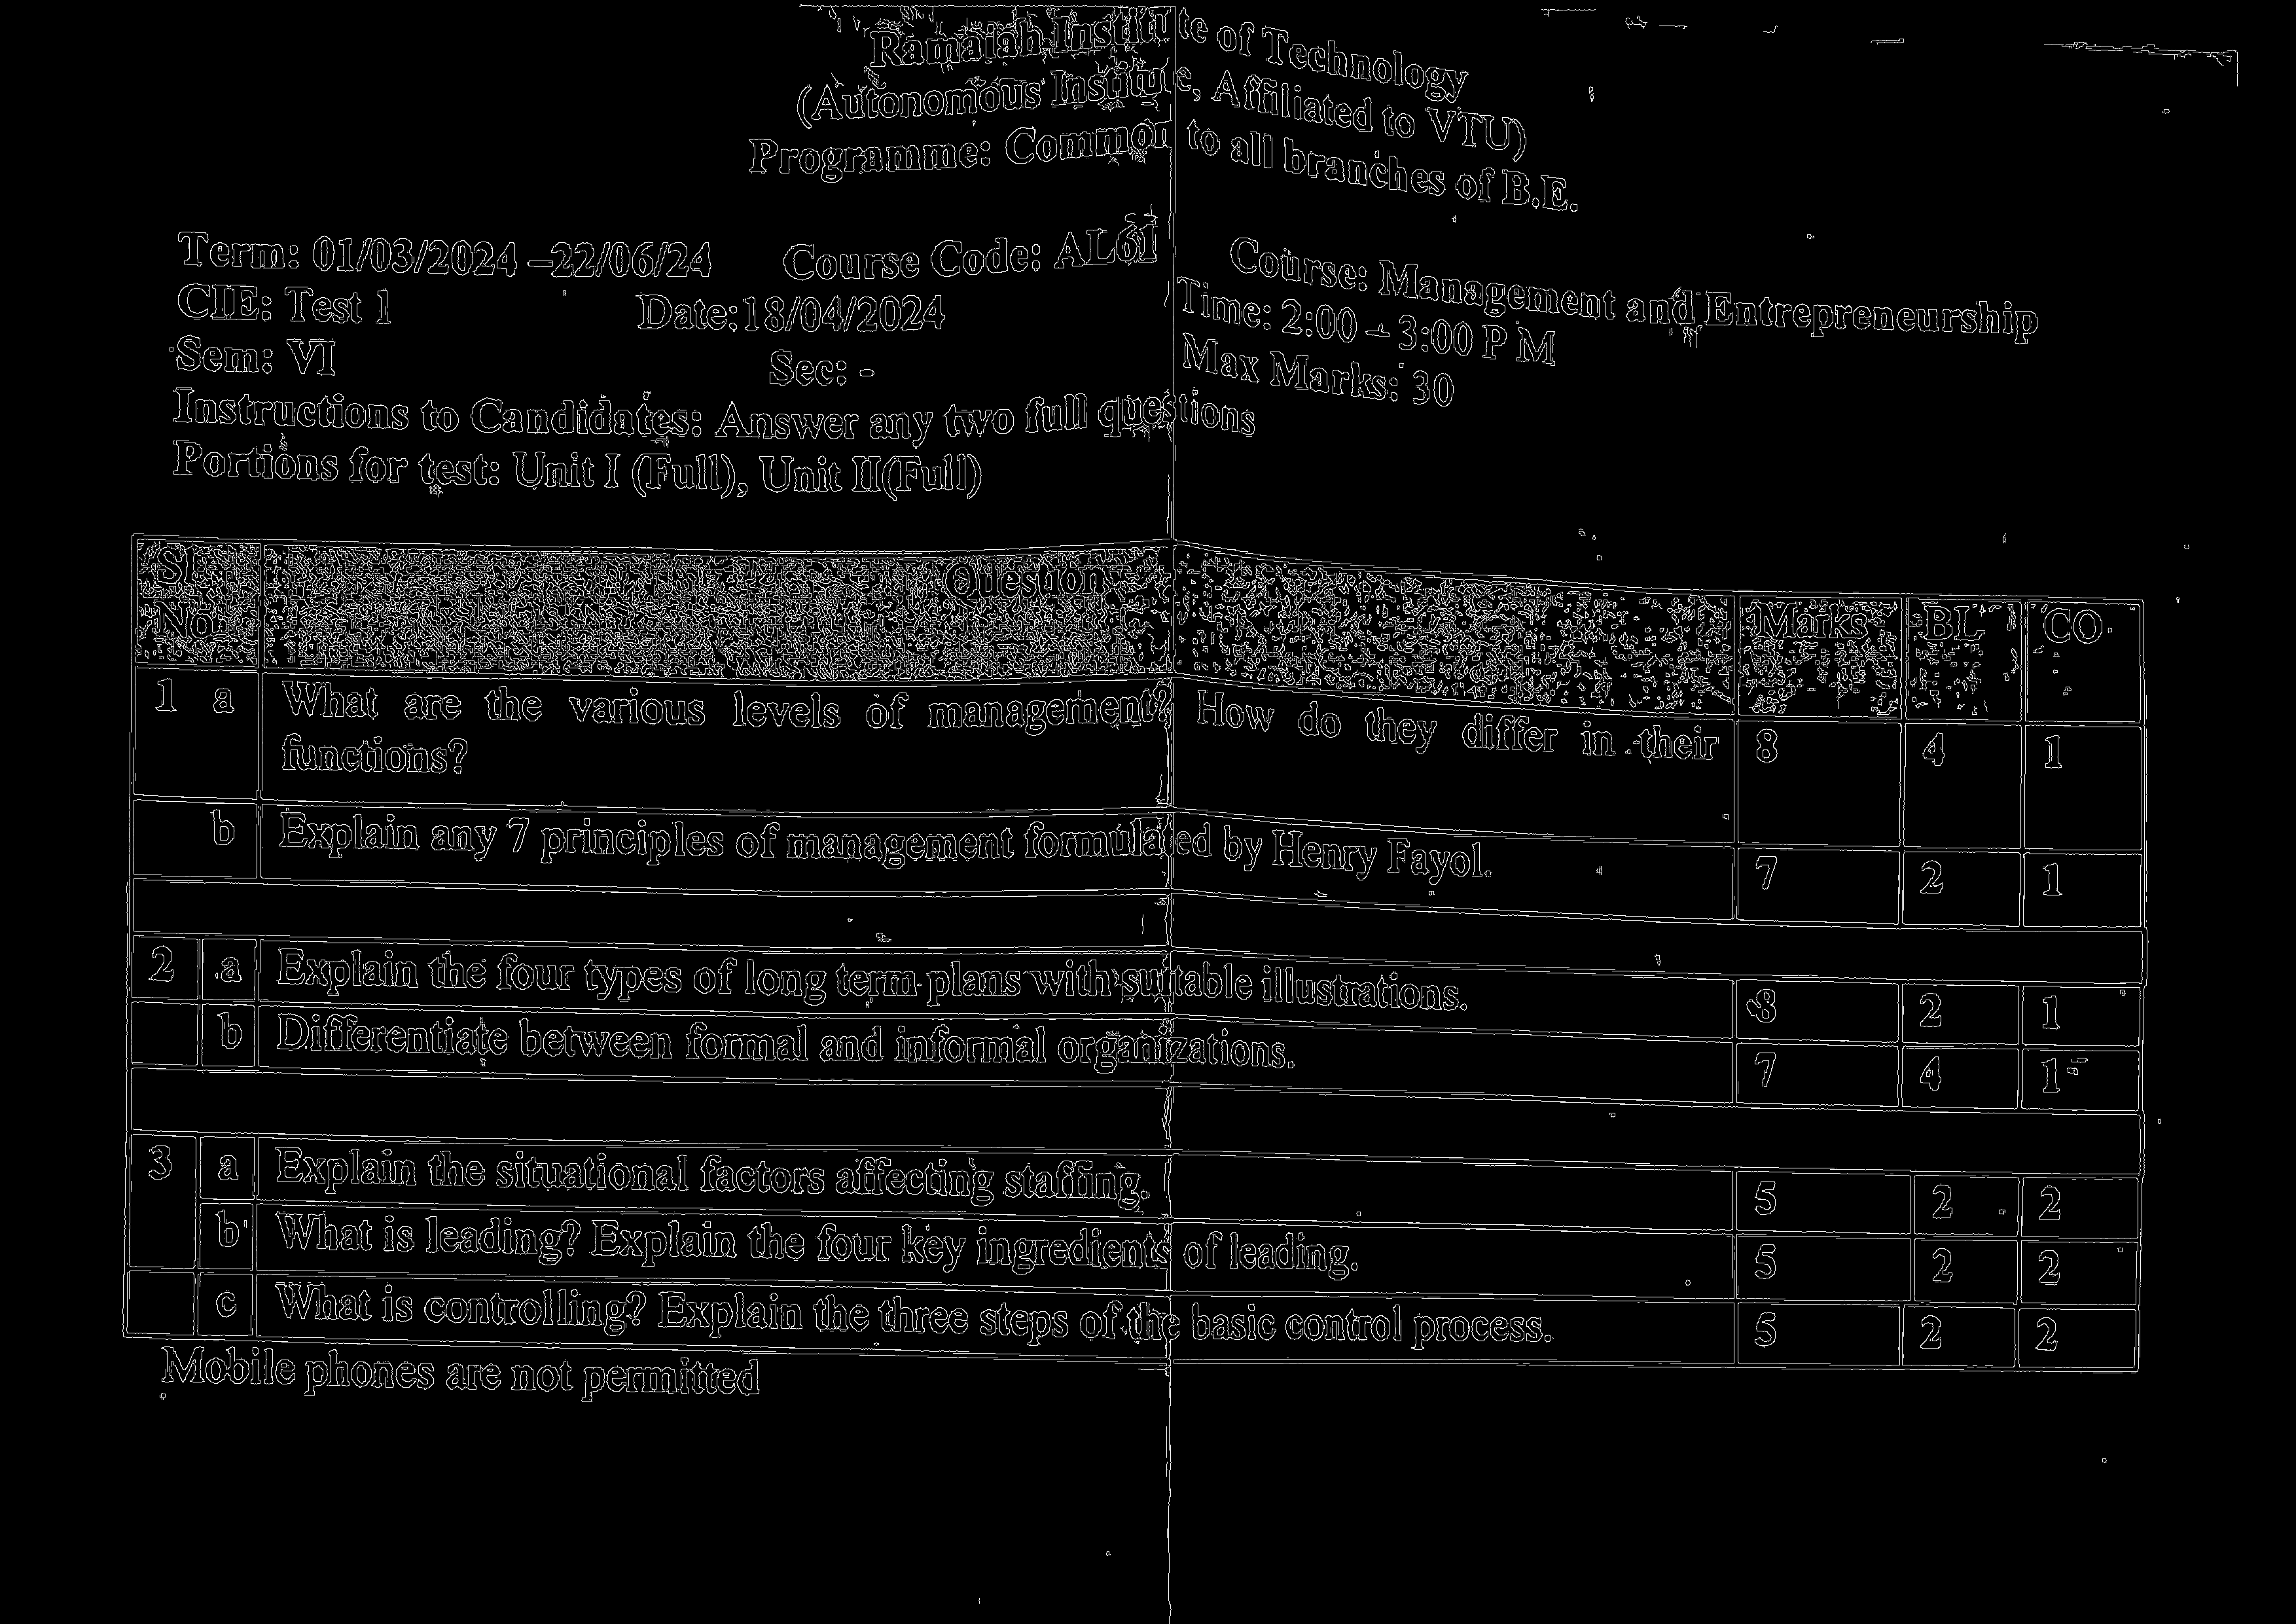 Ramaiah Institute of Technology
(Autonomous Institute, Affiliated to VTU)
Programme: Common to all branches of B.E.
Term: 01/03/2024 –22/06/24 Course Code: AL61 Course: Management and Entrepreneurship
CIE: Test 1 Date:18/04/2024 Time: 2:00 – 3:00 P M
Sem: VI Sec: - Max Marks: 30
Instructions to Candidates: Answer any two full questions
Portions for test: Unit I (Full), Unit II(Full)
Sl Question Marks BL CO
No
1 a What are the various levels of management? How do they differ in their 8 4 1
functions?
b Explain any 7 principles of management formulated by Henry Fayol. 7 2 1
2 a Explain the four types of long term plans with suitable illustrations. 8 2 1
b Differentiate between formal and informal organizations. 7 4 1
3 a Explain the situational factors affecting staffing. 5 2 2
b What is leading? Explain the four key ingredients of leading. 5 2 2
c What is controlling? Explain the three steps of the basic control process. 5 2 2
Mobile phones are not permitted